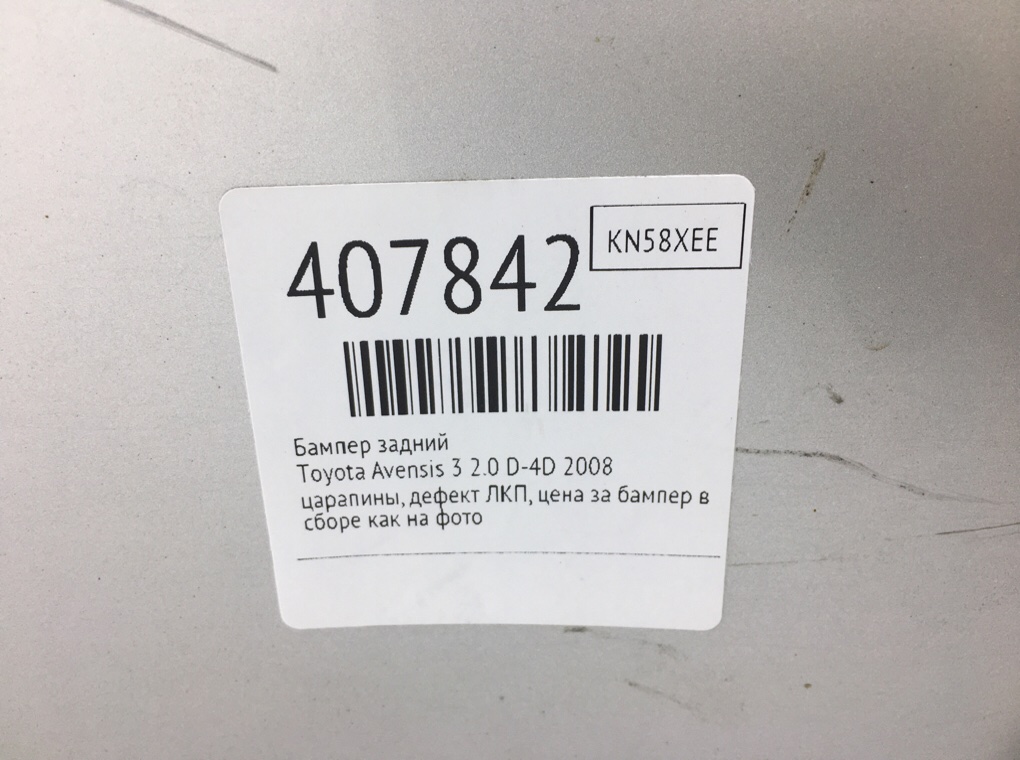 407842
KN58XEE
Бампер задний
Toyota Avensis 3 2.0 D-4D 2008
царапины, дефект ЛКП, цена за бампер в
сборе как на фото